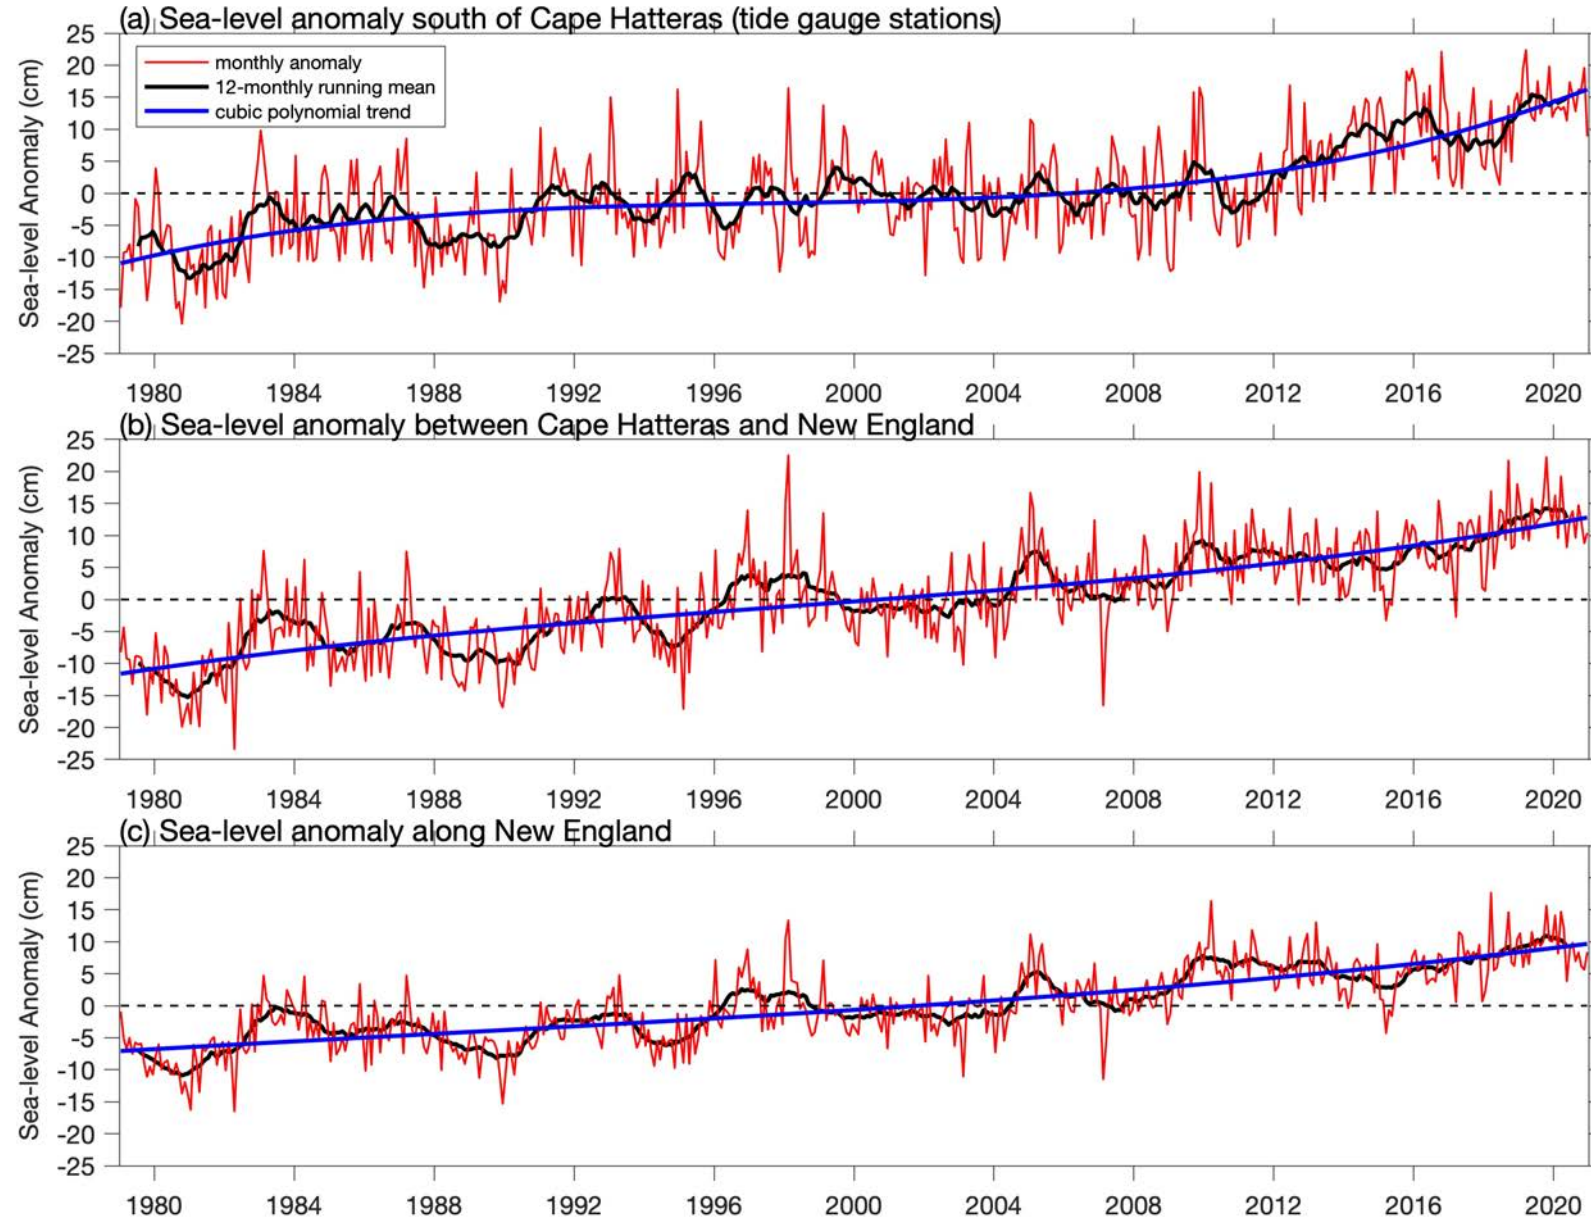 (a) Sea-level anomaly south of Cape Hatteras (tide gauge stations)
Sea-level Anomaly (cm)
25
20
15
10
5
0
-5
-10
-15
-20
-25
monthly anomaly
12-monthly running mean
cubic polynomial trend
1980 1984 1988 1992 1996 2000 2004 2008 2012 2016 2020
(b) Sea-level anomaly between Cape Hatteras and New England
Sea-level Anomaly (cm)
25
20
15
10
5
0
-5
-10
-15
-20
-25
1980 1984 1988 1992 1996 2000 2004 2008 2012 2016 2020
(c) Sea-level anomaly along New England
Sea-level Anomaly (cm)
25
20
15
10
5
0
-5
-10
-15
-20
-25
1980 1984 1988 1992 1996 2000 2004 2008 2012 2016 2020